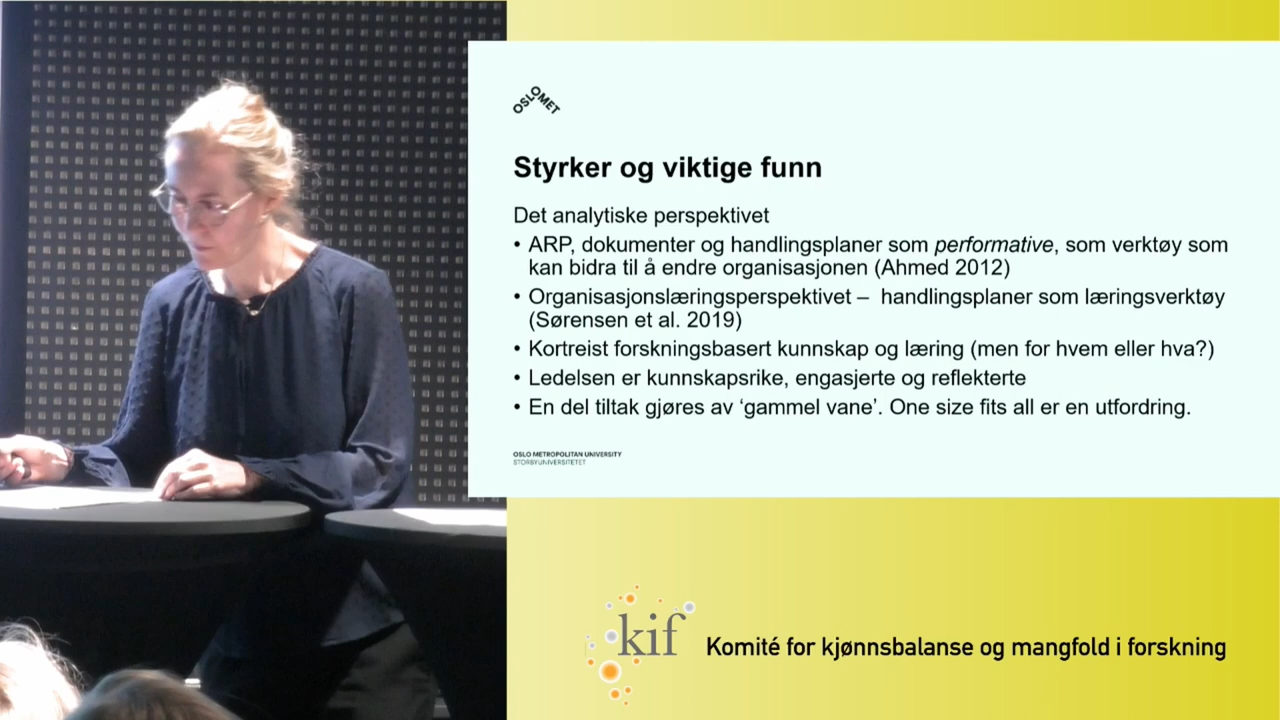 OSLOMET
Styrker og viktige funn
Det analytiske perspektivet
• ARP, dokumenter og handlingsplaner som performative, som verktøy som
kan bidra til å endre organisasjonen (Ahmed 2012)
• Organisasjonslæringsperspektivet – handlingsplaner som læringsverktøy
(Sørensen et al. 2019)
• Kortreist forskningsbasert kunnskap og læring (men for hvem eller hva?)
• Ledelsen er kunnskapsrike, engasjerte og reflekterte
• En del tiltak gjøres av ‘gammel vane’. One size fits all er en utfordring.
OSLO METROPOLITAN UNIVERSITY
STORBYUNIVERSITETET
kif Komité for kjønnsbalanse og mangfold i forskning